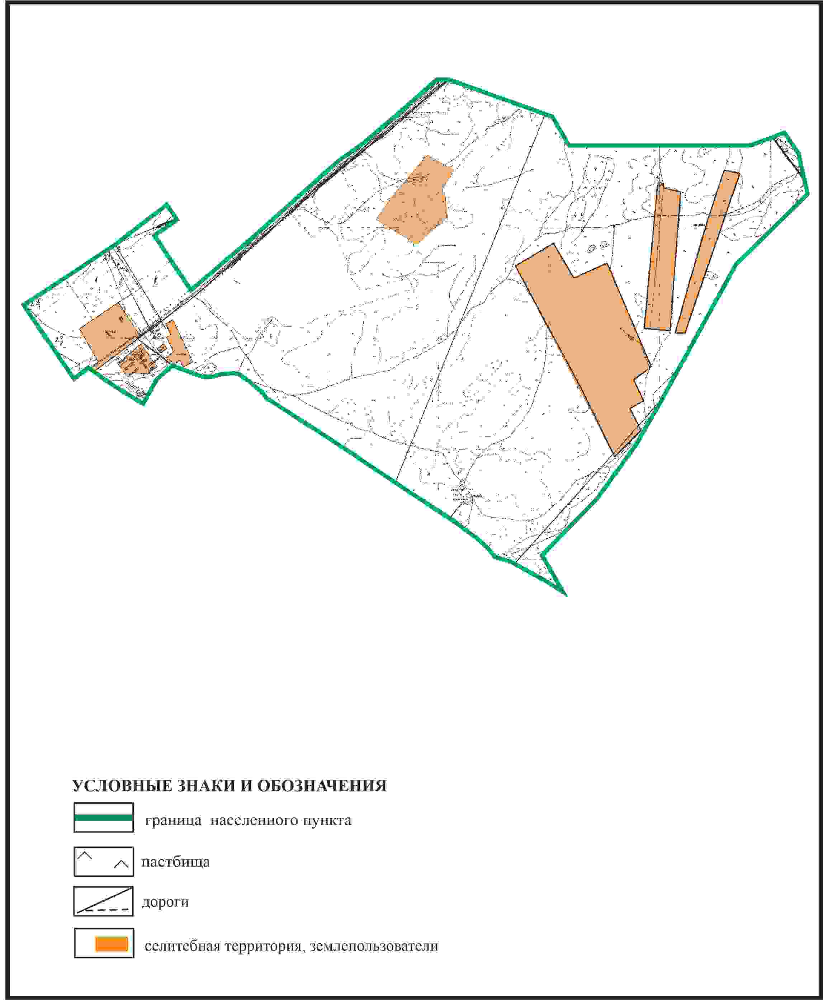 УСЛОВНЫЕ ЗНАКИ И ОБОЗНАЧЕНИЯ
граница населенного пункта
пастбища
дороги
селитебная территория, землепользователи